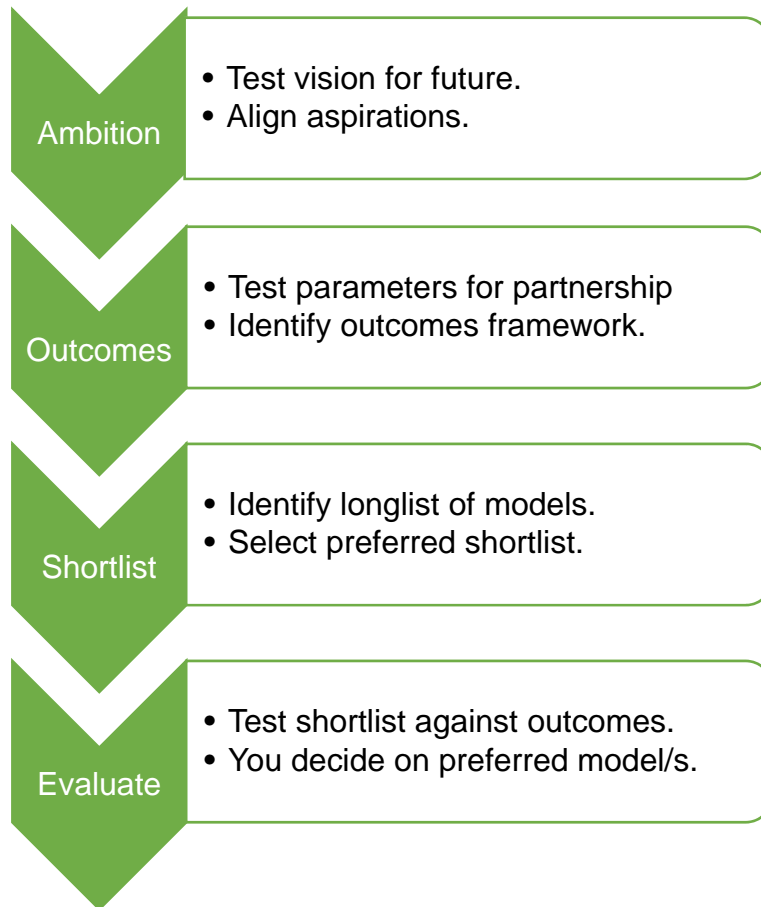 Ambition
• Test vision for future.
• Align aspirations.
Outcomes
• Test parameters for partnership
• Identify outcomes framework.
Shortlist
• Identify longlist of models.
• Select preferred shortlist.
Evaluate
• Test shortlist against outcomes.
• You decide on preferred model/s.